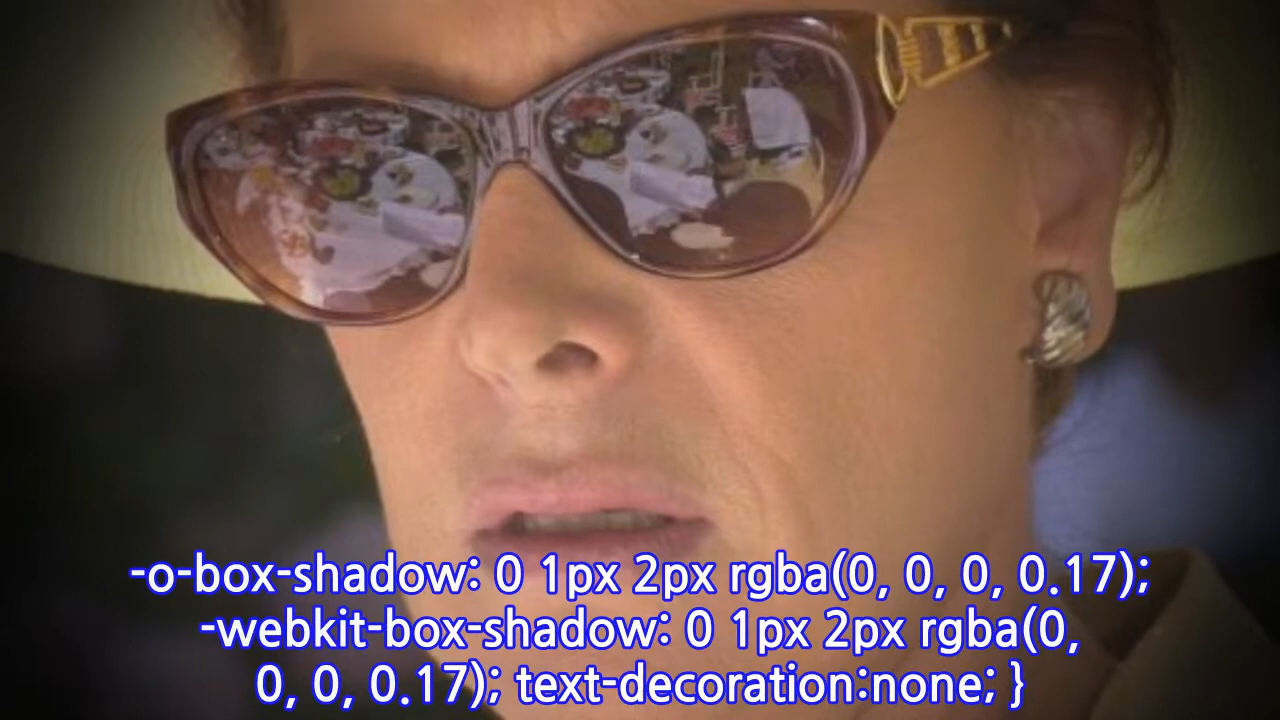 -o-box-shadow: 0 1px 2px rgba(0, 0, 0, 0.17);
-webkit-box-shadow: 0 1px 2px rgba(0,
0, 0, 0.17); text-decoration:none; }